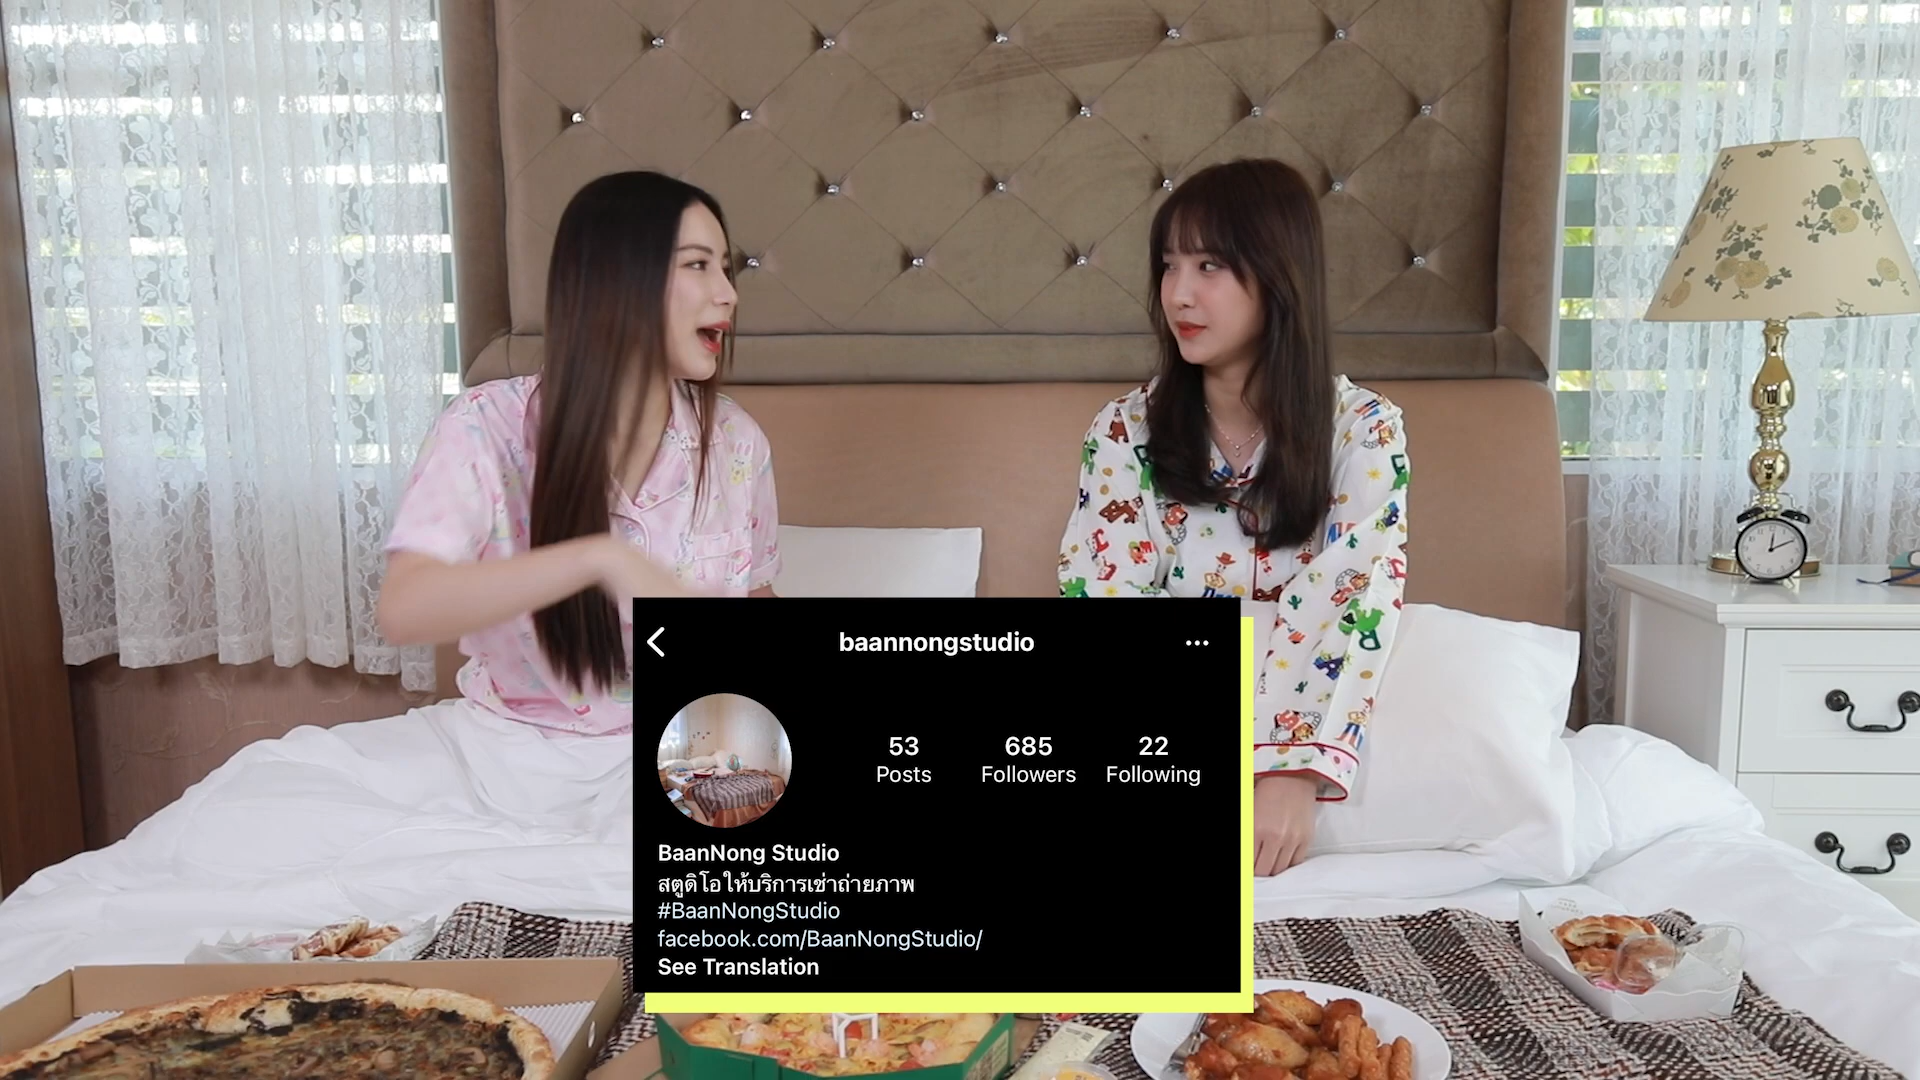 baannongstudio
53 685 22
Posts Followers Following
BaanNong Studio
สตูดิโอให้บริการเช่าถ่ายภาพ
#BaanNongStudio
facebook.com/BaanNongStudio/
See Translation